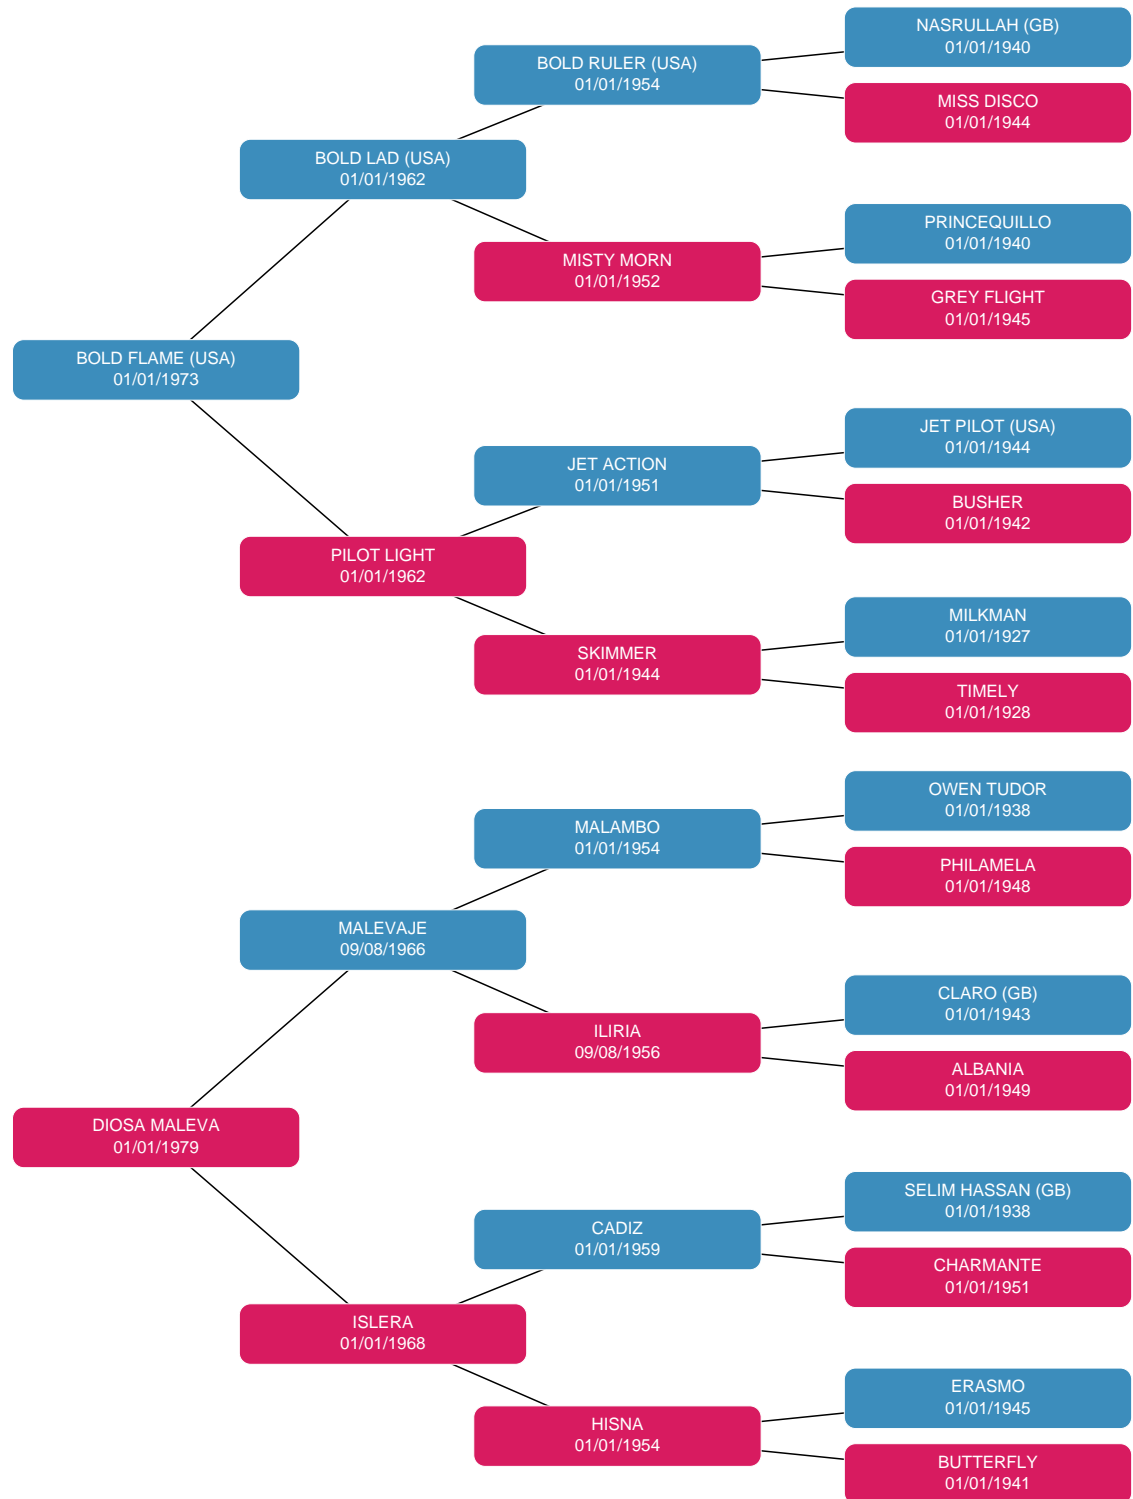 NASRULLAH (GB)
01/01/1940
BOLD RULER (USA)
01/01/1954
MISS DISCO
01/01/1944
BOLD LAD (USA)
01/01/1962
PRINCEQUILLO
01/01/1940
MISTY MORN
01/01/1952
GREY FLIGHT
01/01/1945
BOLD FLAME (USA)
01/01/1973
JET PILOT (USA)
01/01/1944
JET ACTION
01/01/1951
BUSHER
01/01/1942
PILOT LIGHT
01/01/1962
MILKMAN
01/01/1927
SKIMMER
01/01/1944
TIMELY
01/01/1928
OWEN TUDOR
01/01/1938
MALAMBO
01/01/1954
PHILAMELA
01/01/1948
MALEVAJE
09/08/1966
CLARO (GB)
01/01/1943
ILIRIA
09/08/1956
ALBANIA
01/01/1949
DIOSA MALEVA
01/01/1979
SELIM HASSAN (GB)
01/01/1938
CADIZ
01/01/1959
CHARMANTE
01/01/1951
ISLERA
01/01/1968
ERASMO
01/01/1945
HISNA
01/01/1954
BUTTERFLY
01/01/1941